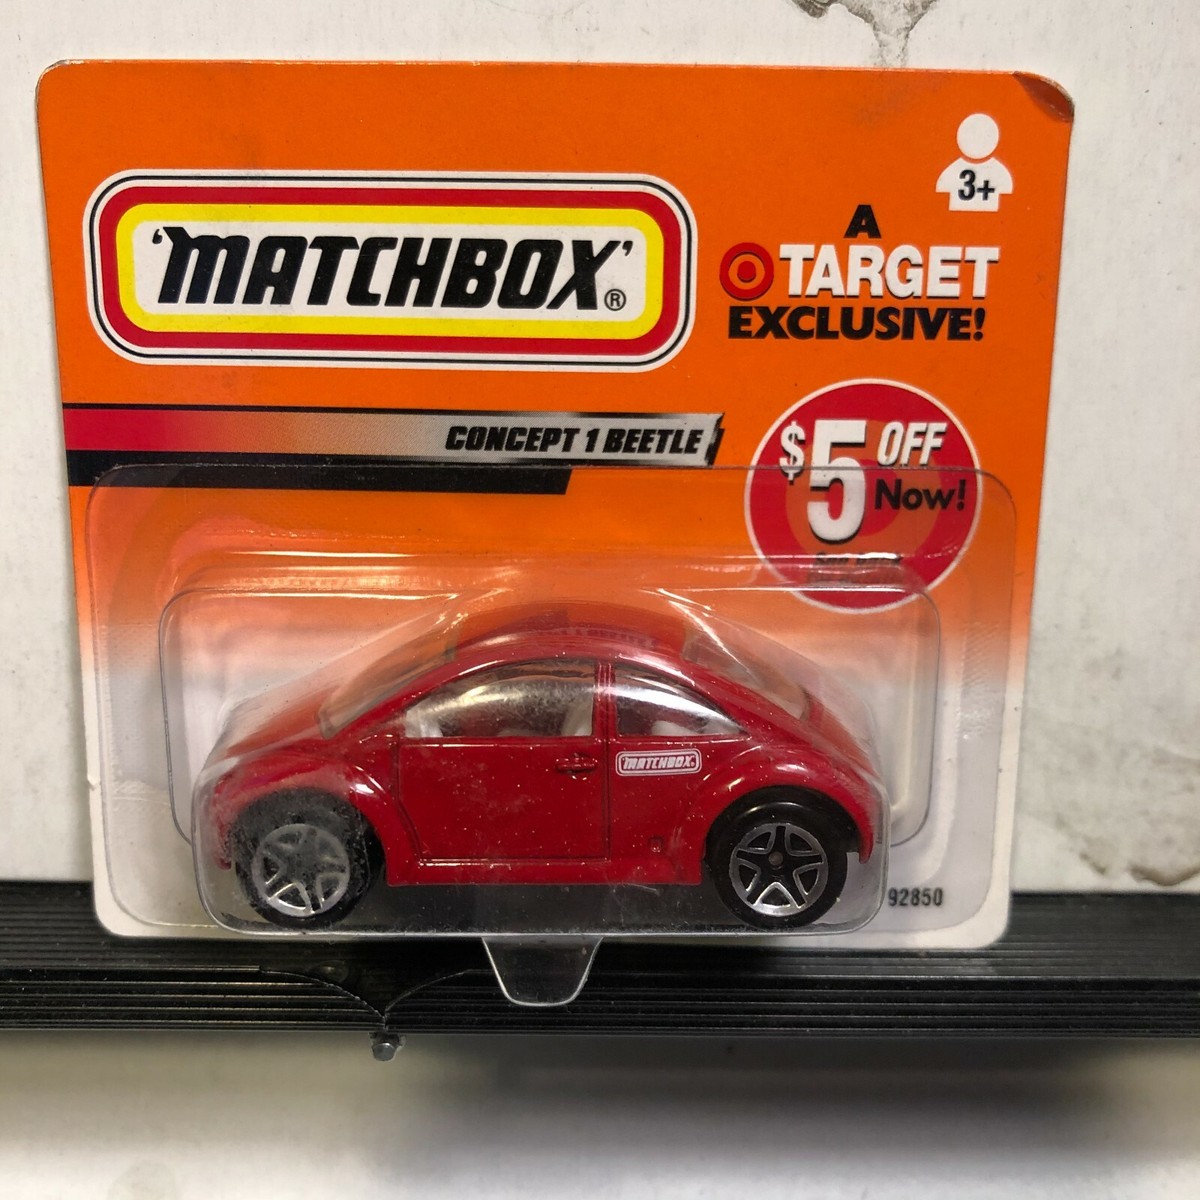 3+
'MATCHBOX'®
A
TARGET
EXCLUSIVE!
CONCEPT 1 BEETLE
$5 OFF
Now!
MATCHBOX
92850